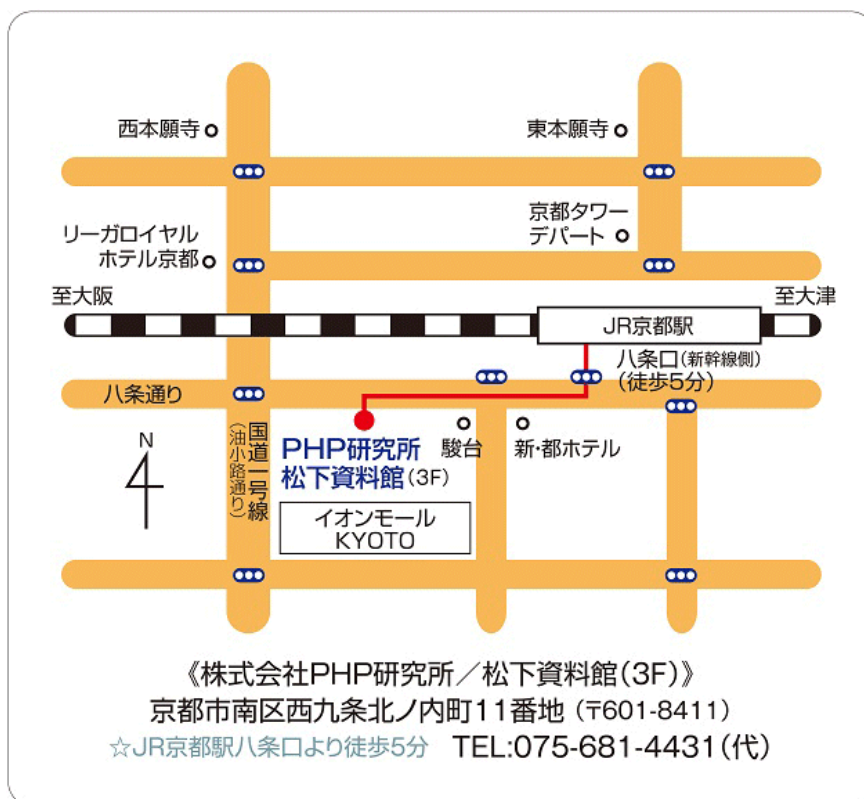 西本願寺
東本願寺
京都タワー
デパート
リーガロイヤル
ホテル京都
至大阪
至大津
JR京都駅
八条口(新幹線側)
(徒歩5分)
八条通り
N
国道一号線
(油小路通り)
PHP研究所
松下資料館(3F)
駿台
新・都ホテル
イオンモール
KYOTO
《株式会社PHP研究所／松下資料館(3F)》
京都市南区西九条北ノ内町11番地 (〒601-8411)
☆JR京都駅八条口より徒歩5分 TEL:075-681-4431(代)